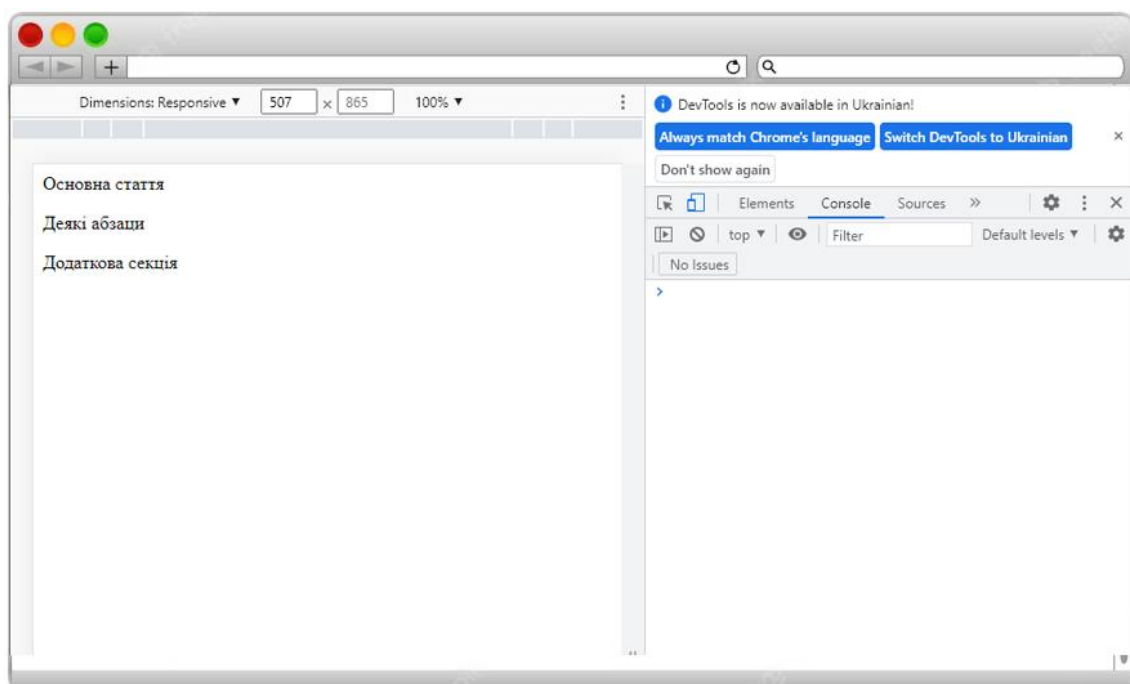 Dimensions: Responsive ▼ 507 × 865 100% ▼
Основна стаття
Деякі абзаци
Додаткова секція
DevTools is now available in Ukrainian!
Always match Chrome's language Switch DevTools to Ukrainian
Don't show again
Elements Console Sources »
top ▼ Filter Default levels ▼
No Issues